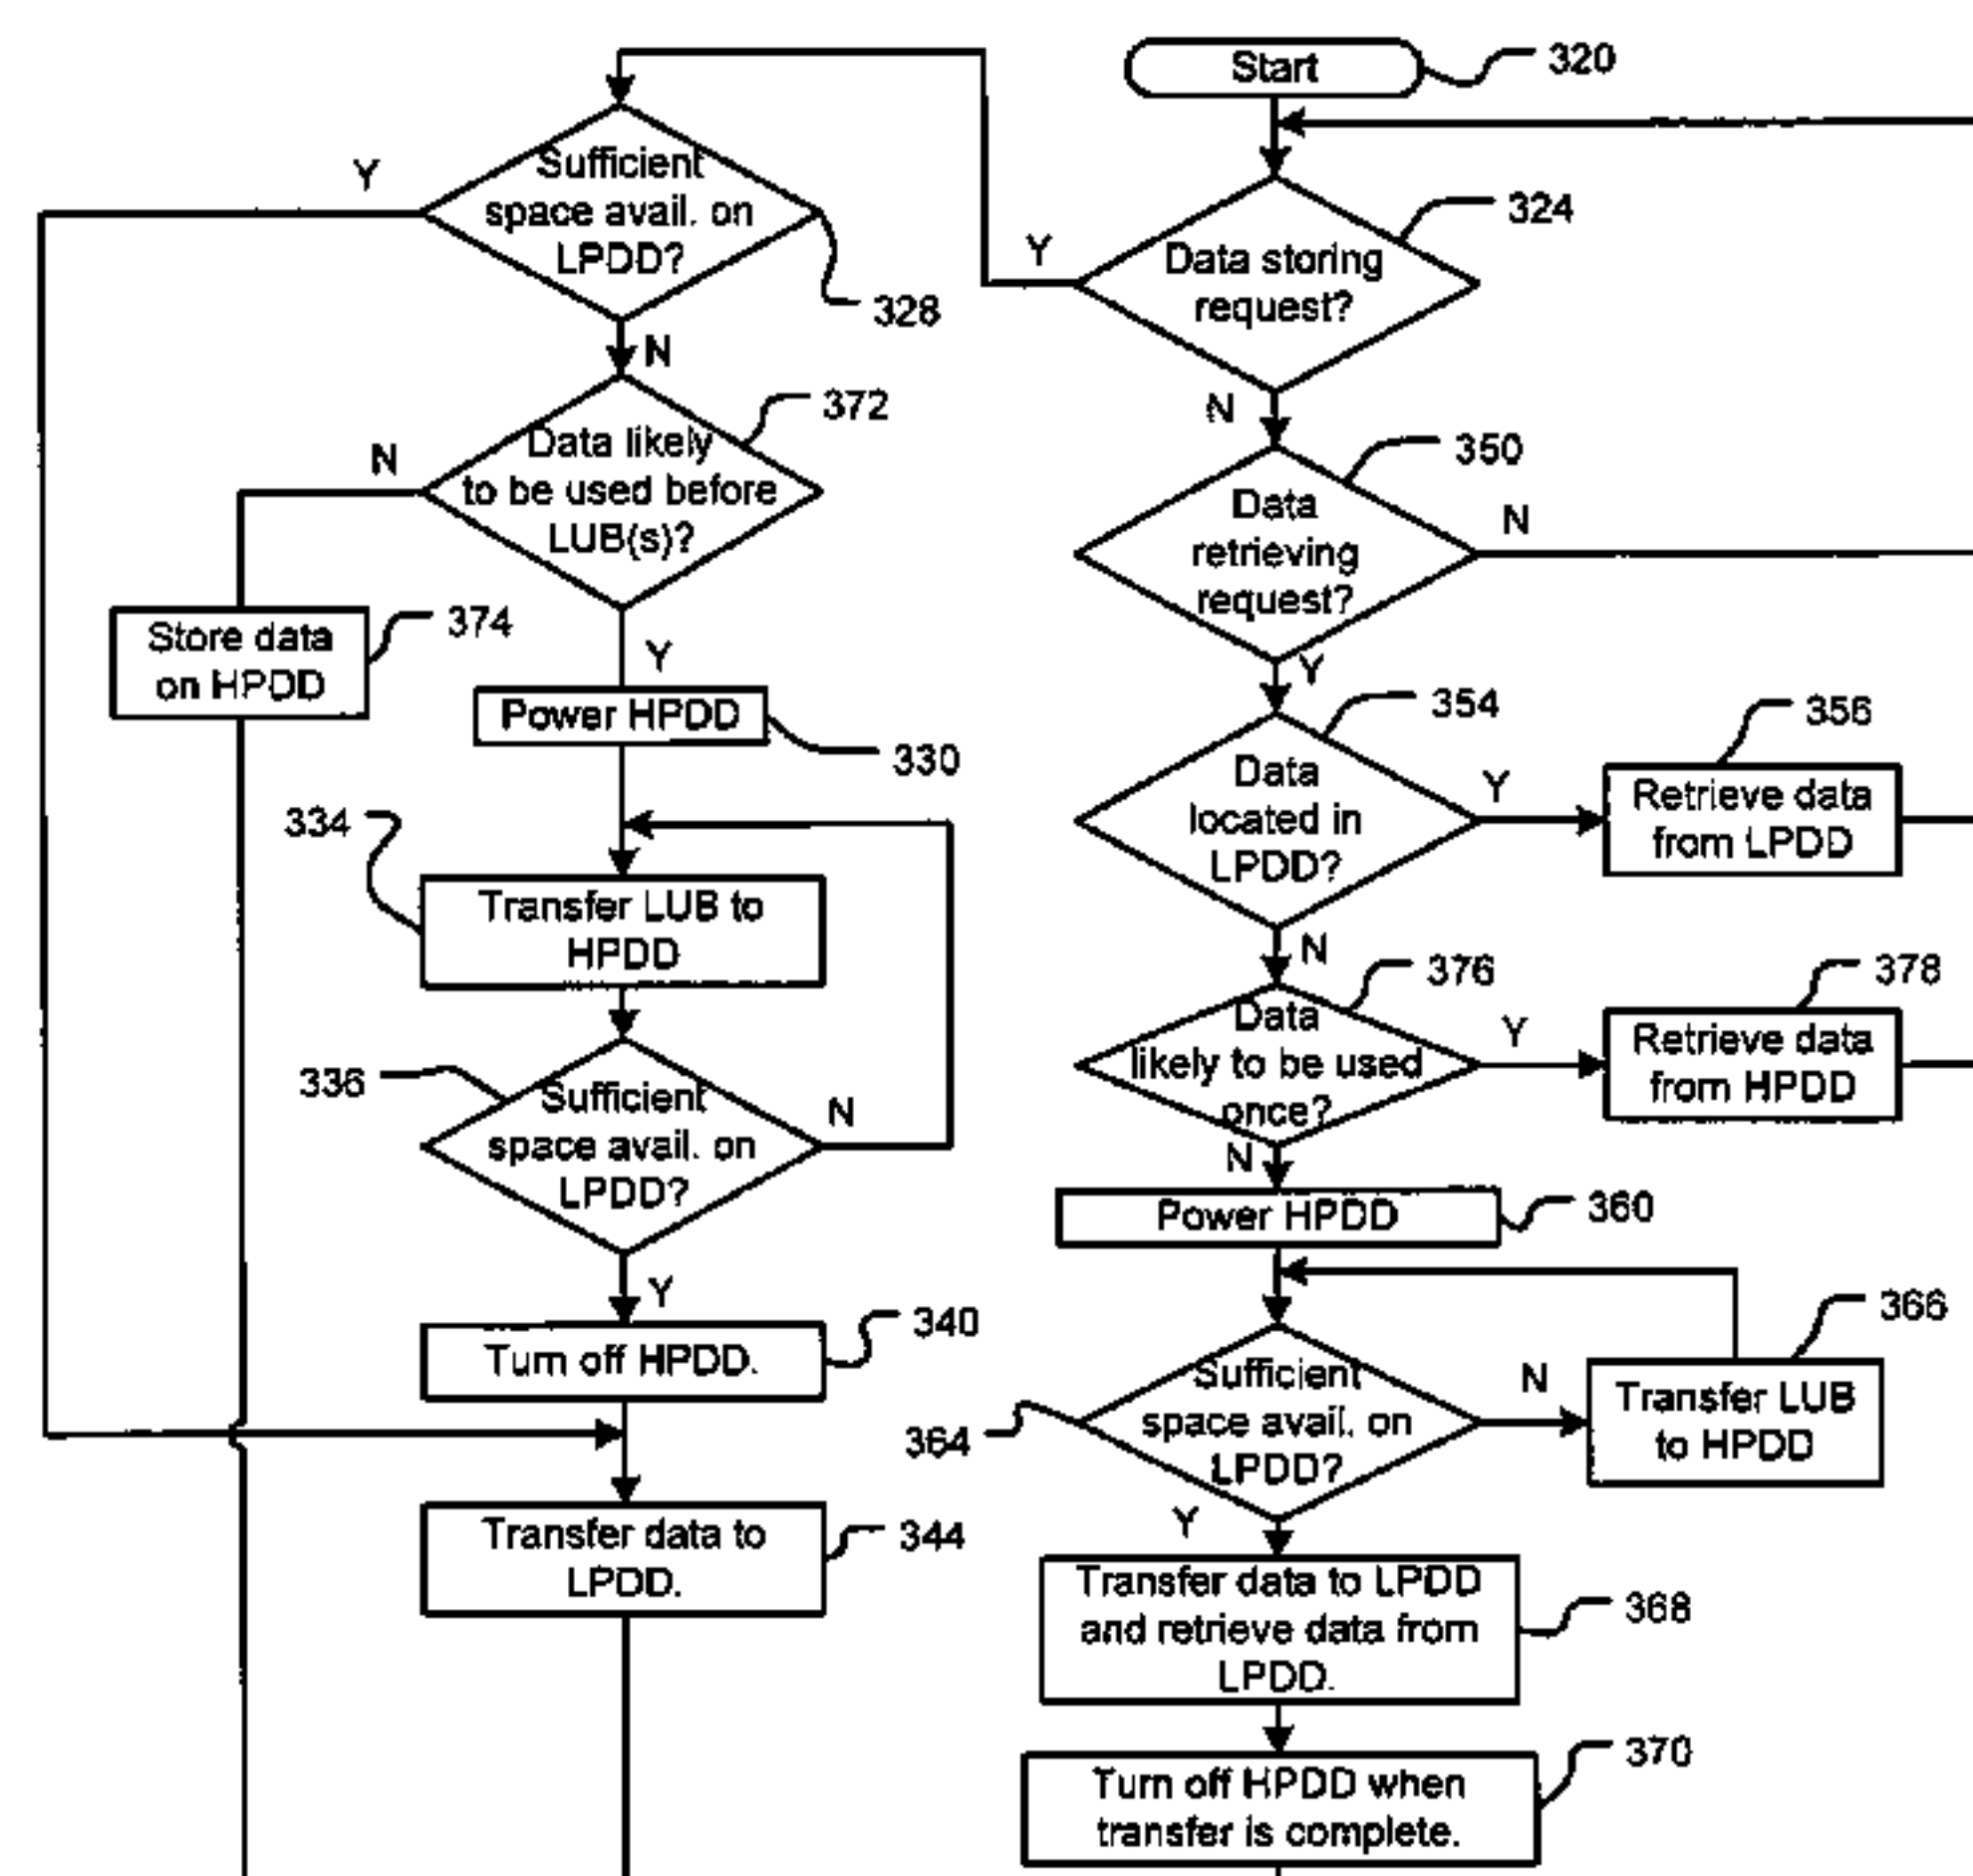 Start
320
Sufficient
space avail. on
LPDD?
Y
328
N
Data storing
request?
324
Y
N
Data likely
to be used before
LUB(s)?
372
N
Y
Data
retrieving
request?
350
N
Y
Store data
on HPDD
374
Power HPDD
330
Data
located in
LPDD?
354
Y
N
Retrieve data
from LPDD
356
334
Transfer LUB to
HPDD
Data
likely to be used
once?
376
Y
N
Retrieve data
from HPDD
378
336
Sufficient
space avail. on
LPDD?
N
Y
Power HPDD
360
Turn off HPDD.
340
364
Sufficient
space avail. on
LPDD?
N
Y
Transfer LUB
to HPDD
366
Transfer data to
LPDD.
344
Transfer data to LPDD
and retrieve data from
LPDD.
368
Turn off HPDD when
transfer is complete.
370